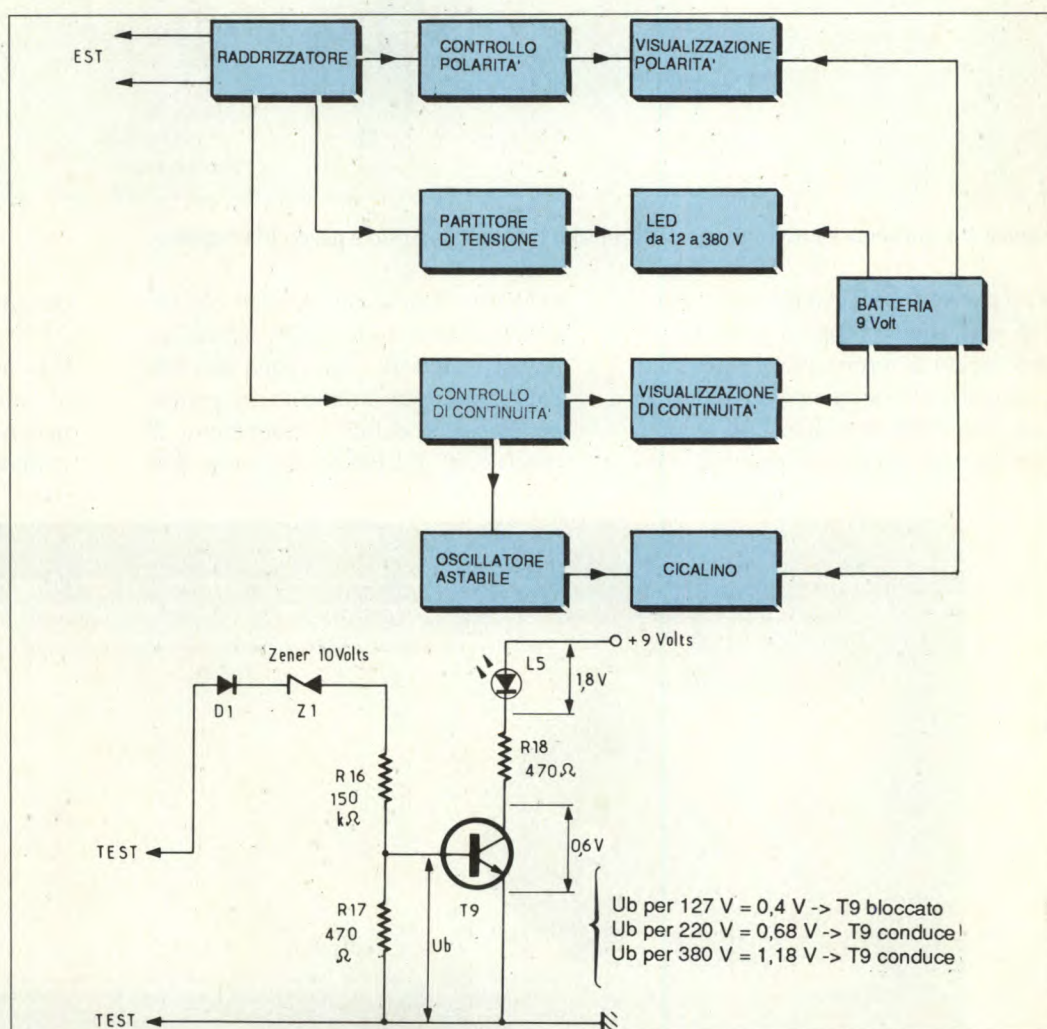 EST
RADDRIZZATORE
CONTROLLO
POLARITA'
VISUALIZZAZIONE
POLARITA'
PARTITORE
DI TENSIONE
LED
da 12 a 380 V
BATTERIA
9 Volt
CONTROLLO
DI CONTINUITA'
VISUALIZZAZIONE
DI CONTINUITA'
OSCILLATORE
ASTABILE
CICALINO
+ 9 Volts
Zener 10 Volts
L5
1,8 V
D1
Z1
R18
470 Ω
R16
150
kΩ
TEST
0,6 V
T9
R17
470
Ω
Ub
Ub per 127 V = 0,4 V -> T9 bloccato
Ub per 220 V = 0,68 V -> T9 conduce
Ub per 380 V = 1,18 V -> T9 conduce
TEST